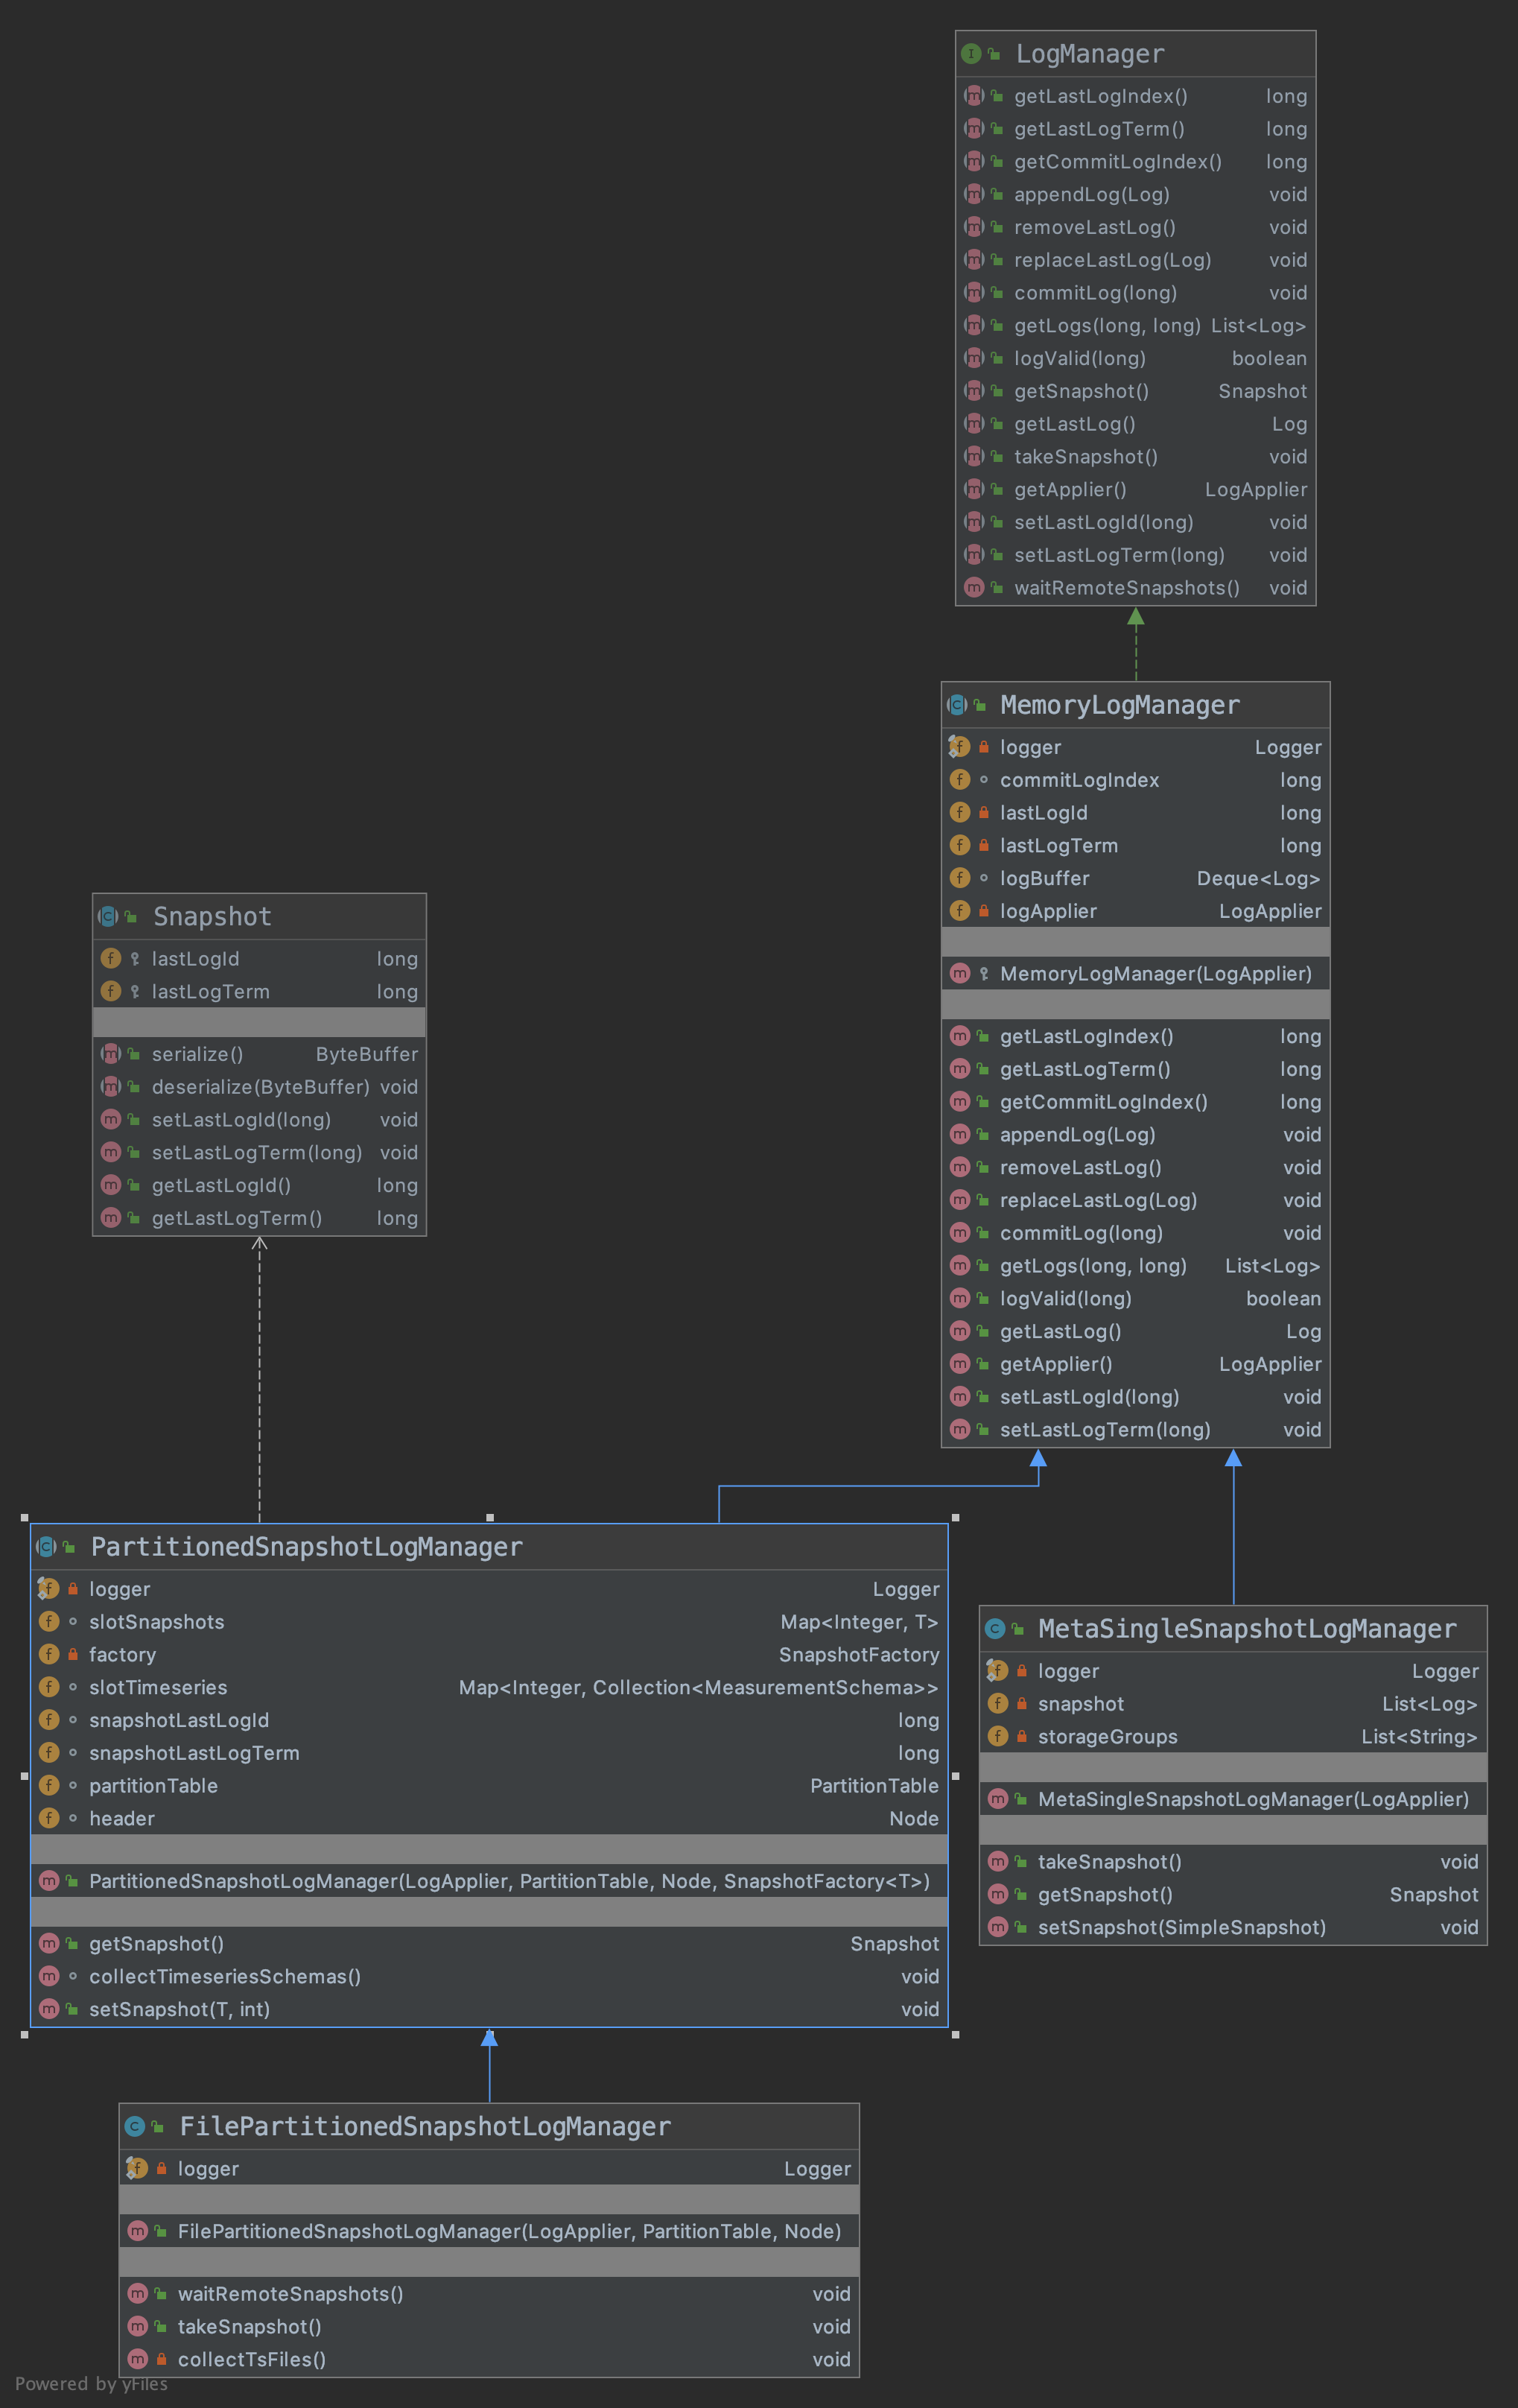 LogManager
getLastLogIndex() long
getLastLogTerm() long
getCommitLogIndex() long
appendLog(Log) void
removeLastLog() void
replaceLastLog(Log) void
commitLog(long) void
getLogs(long, long) List<Log>
logValid(long) boolean
getSnapshot() Snapshot
getLastLog() Log
takeSnapshot() void
getApplier() LogApplier
setLastLogId(long) void
setLastLogTerm(long) void
waitRemoteSnapshots() void
MemoryLogManager
logger Logger
commitLogIndex long
lastLogId long
lastLogTerm long
logBuffer Deque<Log>
logApplier LogApplier
MemoryLogManager(LogApplier)
getLastLogIndex() long
getLastLogTerm() long
getCommitLogIndex() long
appendLog(Log) void
removeLastLog() void
replaceLastLog(Log) void
commitLog(long) void
getLogs(long, long) List<Log>
logValid(long) boolean
getLastLog() Log
getApplier() LogApplier
setLastLogId(long) void
setLastLogTerm(long) void
Snapshot
lastLogId long
lastLogTerm long
serialize() ByteBuffer
deserialize(ByteBuffer) void
setLastLogId(long) void
setLastLogTerm(long) void
getLastLogId() long
getLastLogTerm() long
PartitionedSnapshotLogManager
logger Logger
slotSnapshots Map<Integer, T>
factory SnapshotFactory
slotTimeseries Map<Integer, Collection<MeasurementSchema>>
snapshotLastLogId long
snapshotLastLogTerm long
partitionTable PartitionTable
header Node
PartitionedSnapshotLogManager(LogApplier, PartitionTable, Node, SnapshotFactory<T>)
getSnapshot() Snapshot
collectTimeseriesSchemas() void
setSnapshot(T, int) void
MetaSingleSnapshotLogManager
logger Logger
snapshot List<Log>
storageGroups List<String>
MetaSingleSnapshotLogManager(LogApplier)
takeSnapshot() void
getSnapshot() Snapshot
setSnapshot(SimpleSnapshot) void
FilePartitionedSnapshotLogManager
logger Logger
FilePartitionedSnapshotLogManager(LogApplier, PartitionTable, Node)
waitRemoteSnapshots() void
takeSnapshot() void
collectTsFiles() void
Powered by yFiles